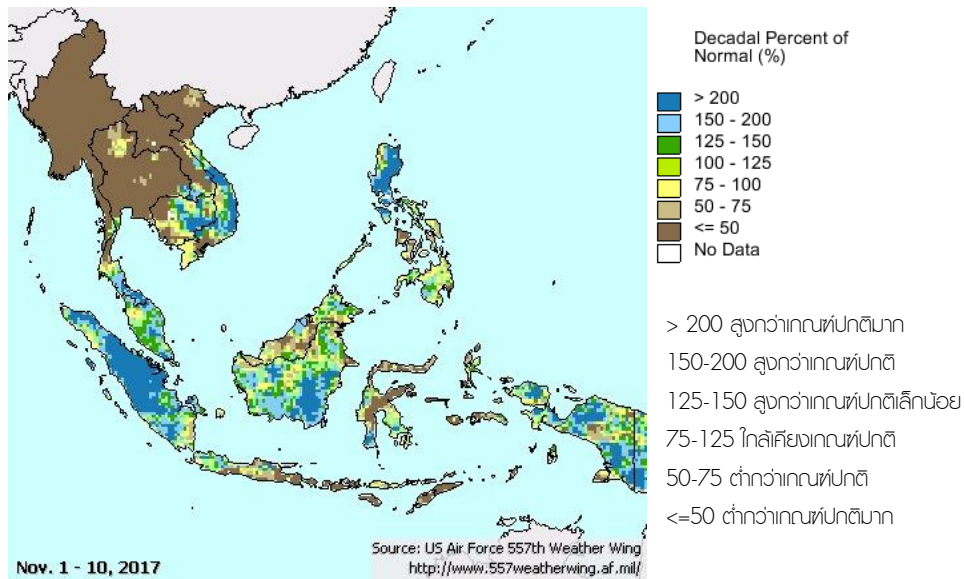 Decadal Percent of
Normal (%)
> 200
150 - 200
125 - 150
100 - 125
75 - 100
50 - 75
<= 50
No Data
> 200 สูงกว่าเกณฑ์ปกติมาก
150-200 สูงกว่าเกณฑ์ปกติ
125-150 สูงกว่าเกณฑ์ปกติเล็กน้อย
75-125 ใกล้เคียงเกณฑ์ปกติ
50-75 ต่ำกว่าเกณฑ์ปกติ
<=50 ต่ำกว่าเกณฑ์ปกติมาก
Source: US Air Force 557th Weather Wing
Nov. 1 - 10, 2017 http://www.557weatherwing.af.mil/